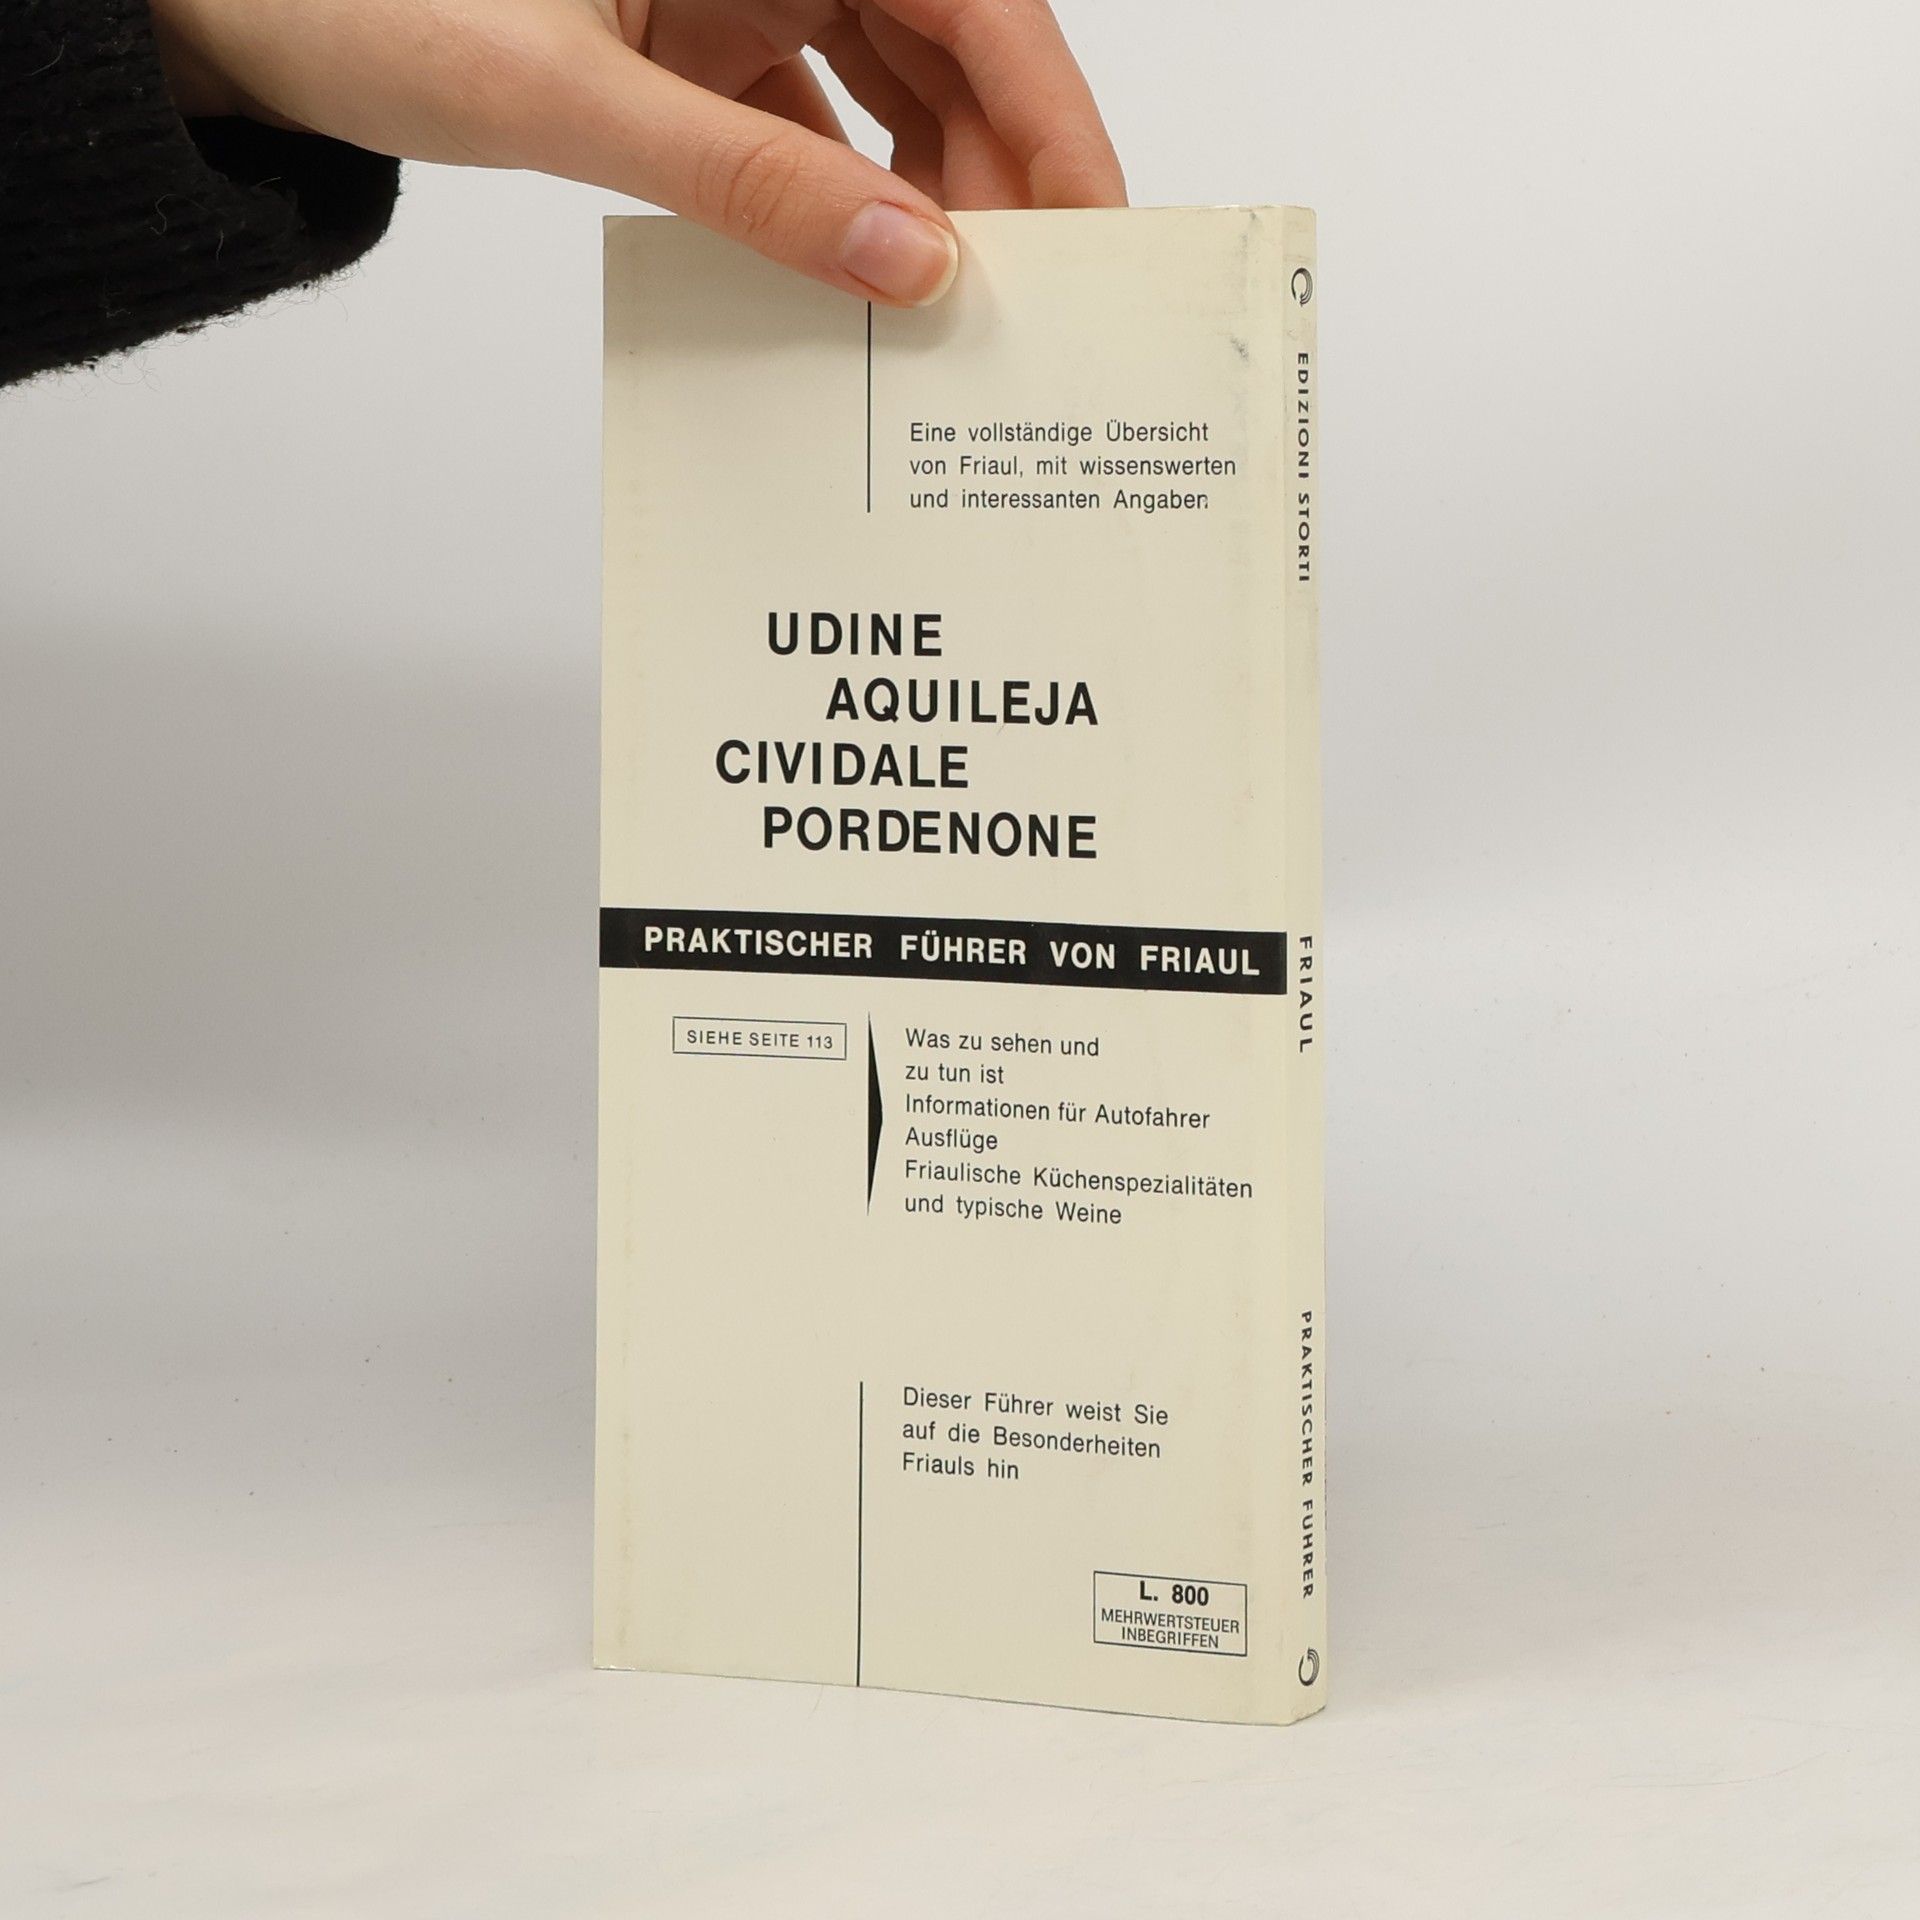 Eine vollständige Übersicht
von Friaul, mit wissenswerten
und interessanten Angaben
UDINE
AQUILEJA
CIVIDALE
PORDENONE
PRAKTISCHER FÜHRER VON FRIAUL
SIEHE SEITE 113
Was zu sehen und
zu tun ist
Informationen für Autofahrer
Ausflüge
Friaulische Küchenspezialitäten
und typische Weine
Dieser Führer weist Sie
auf die Besonderheiten
Friauls hin
L. 800
MEHRWERTSTEUER
INBEGRIFFEN
EDIZIONI STORTI
FRIAUL
PRAKTISCHER FUHRER